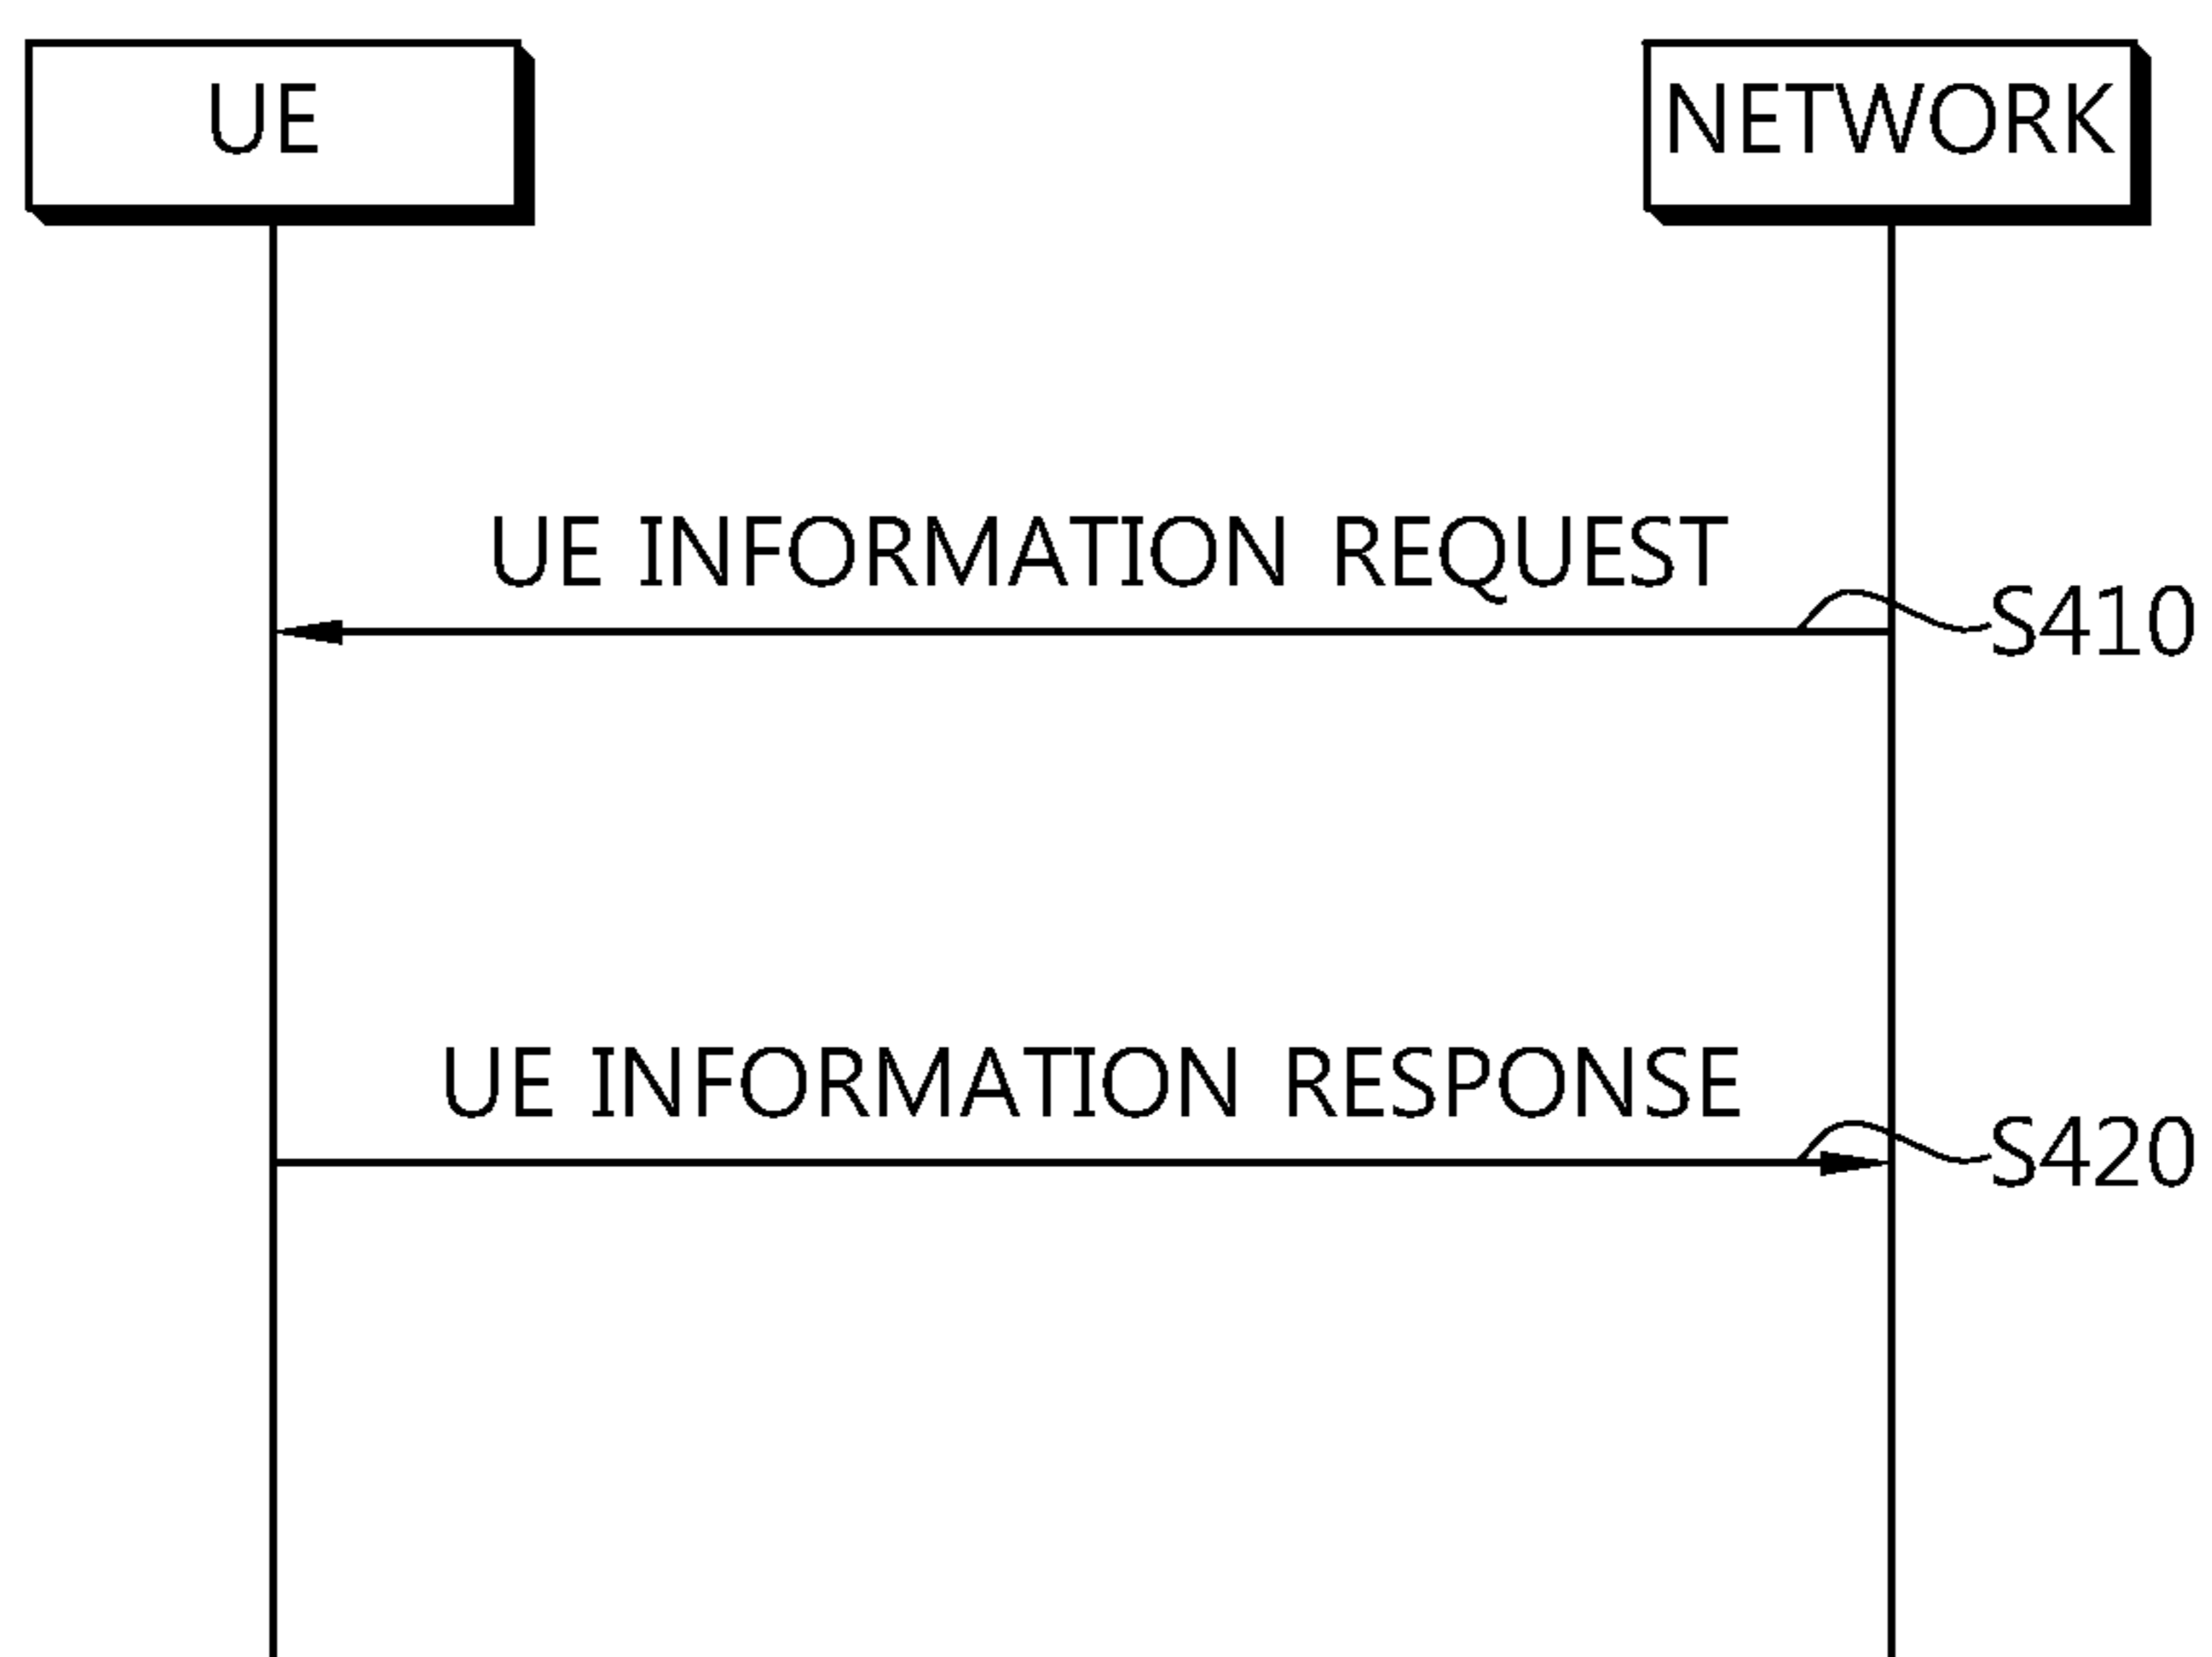 UE
NETWORK
UE INFORMATION REQUEST
S410
UE INFORMATION RESPONSE
S420